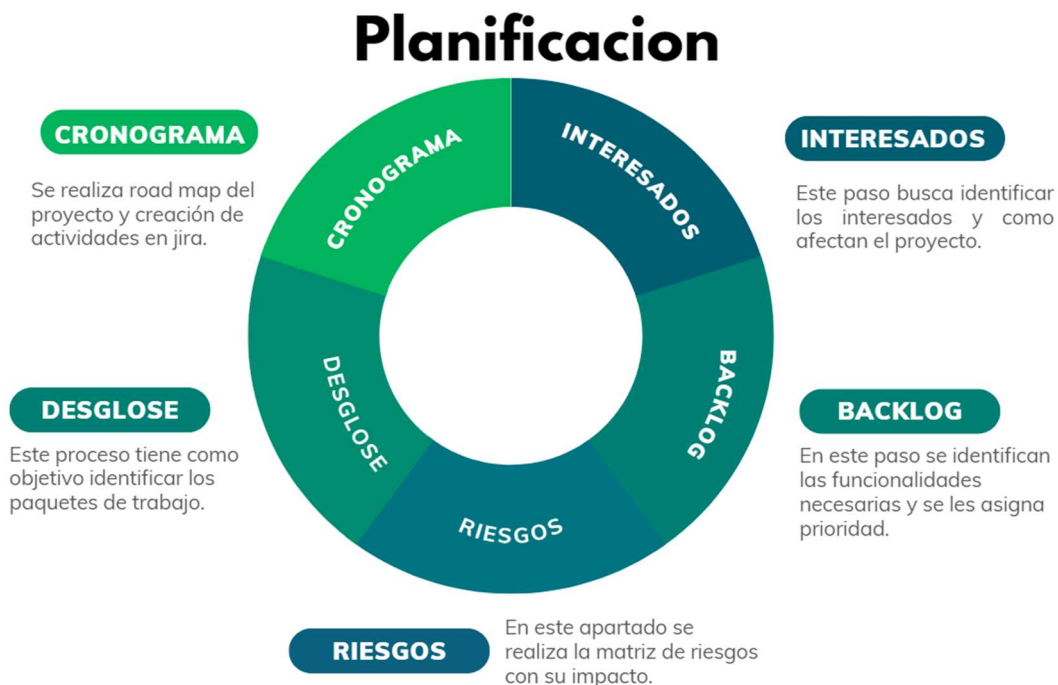 Planificacion
CRONOGRAMA
Se realiza road map del
proyecto y creación de
actividades en jira.
INTERESADOS
Este paso busca identificar
los interesados y como
afectan el proyecto.
CRONOGRAMA
INTERESADOS
DESGLOSE
BACKLOG
RIESGOS
DESGLOSE
Este proceso tiene como
objetivo identificar los
paquetes de trabajo.
BACKLOG
En este paso se identifican
las funcionalidades
necesarias y se les asigna
prioridad.
RIESGOS
En este apartado se
realiza la matriz de riesgos
con su impacto.